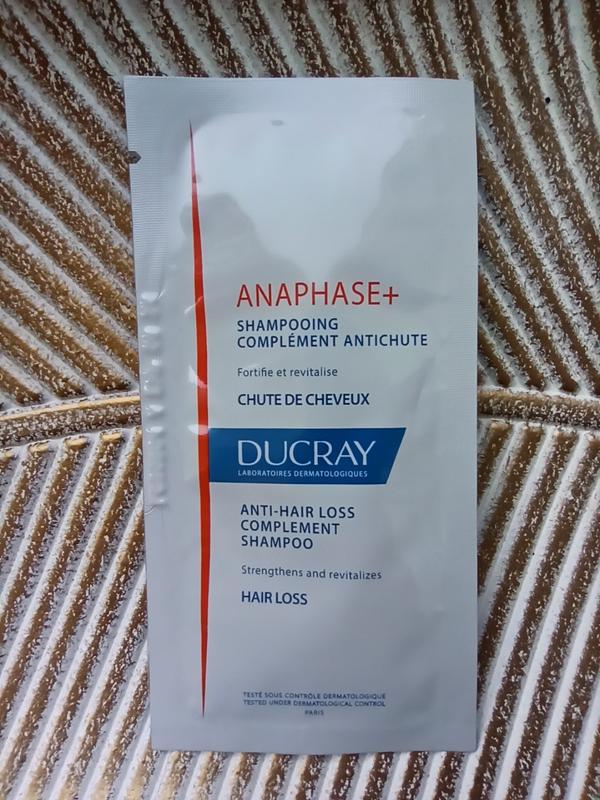 ANAPHASE+
SHAMPOOING
COMPLÉMENT ANTICHUTE
Fortifie et revitalise
CHUTE DE CHEVEUX
DUCRAY
LABORATOIRES DERMATOLOGIQUES
ANTI-HAIR LOSS
COMPLEMENT
SHAMPOO
Strengthens and revitalizes
HAIR LOSS
TESTÉ SOUS CONTRÔLE DERMATOLOGIQUE
TESTED UNDER DERMATOLOGICAL CONTROL
PARIS